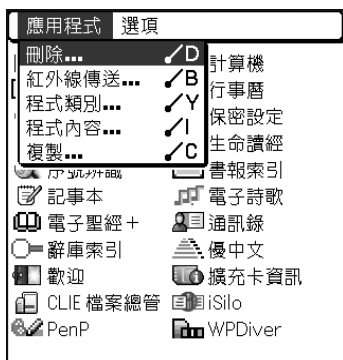 應用程式 選項
刪除... ✓D
紅外線傳送... ✓B
程式類別... ✓Y
程式內容... ✓I
複製... ✓C
計算機
行事曆
保密設定
生命讀經
書報索引
記事本 電子詩歌
電子聖經+ 通訊錄
辭庫索引 優中文
歡迎 擴充卡資訊
CLIE 檔案總管 iSilo
PenP WPDiver